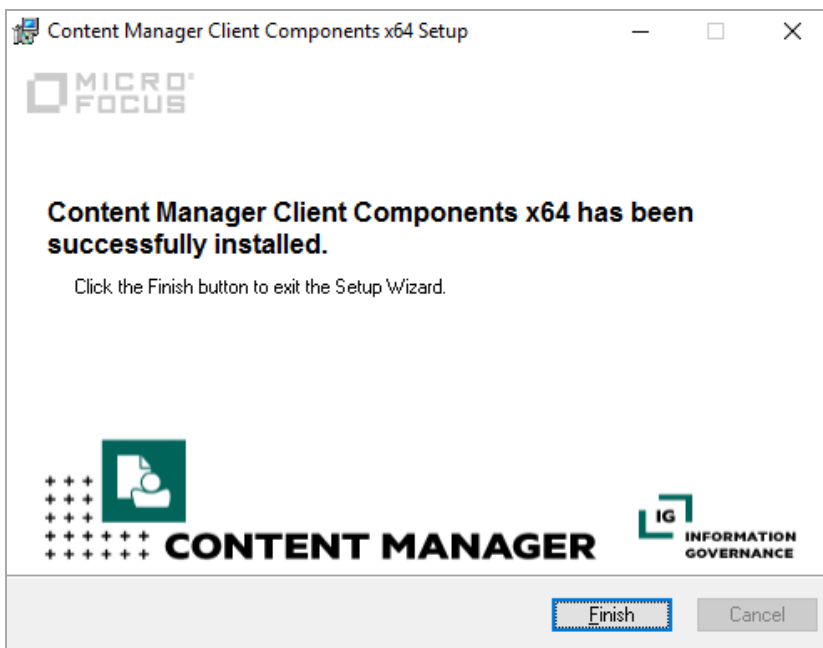 Content Manager Client Components x64 Setup
MICRO
FOCUS
Content Manager Client Components x64 has been
successfully installed.
Click the Finish button to exit the Setup Wizard.
IG
INFORMATION
GOVERNANCE
CONTENT MANAGER
Finish
Cancel